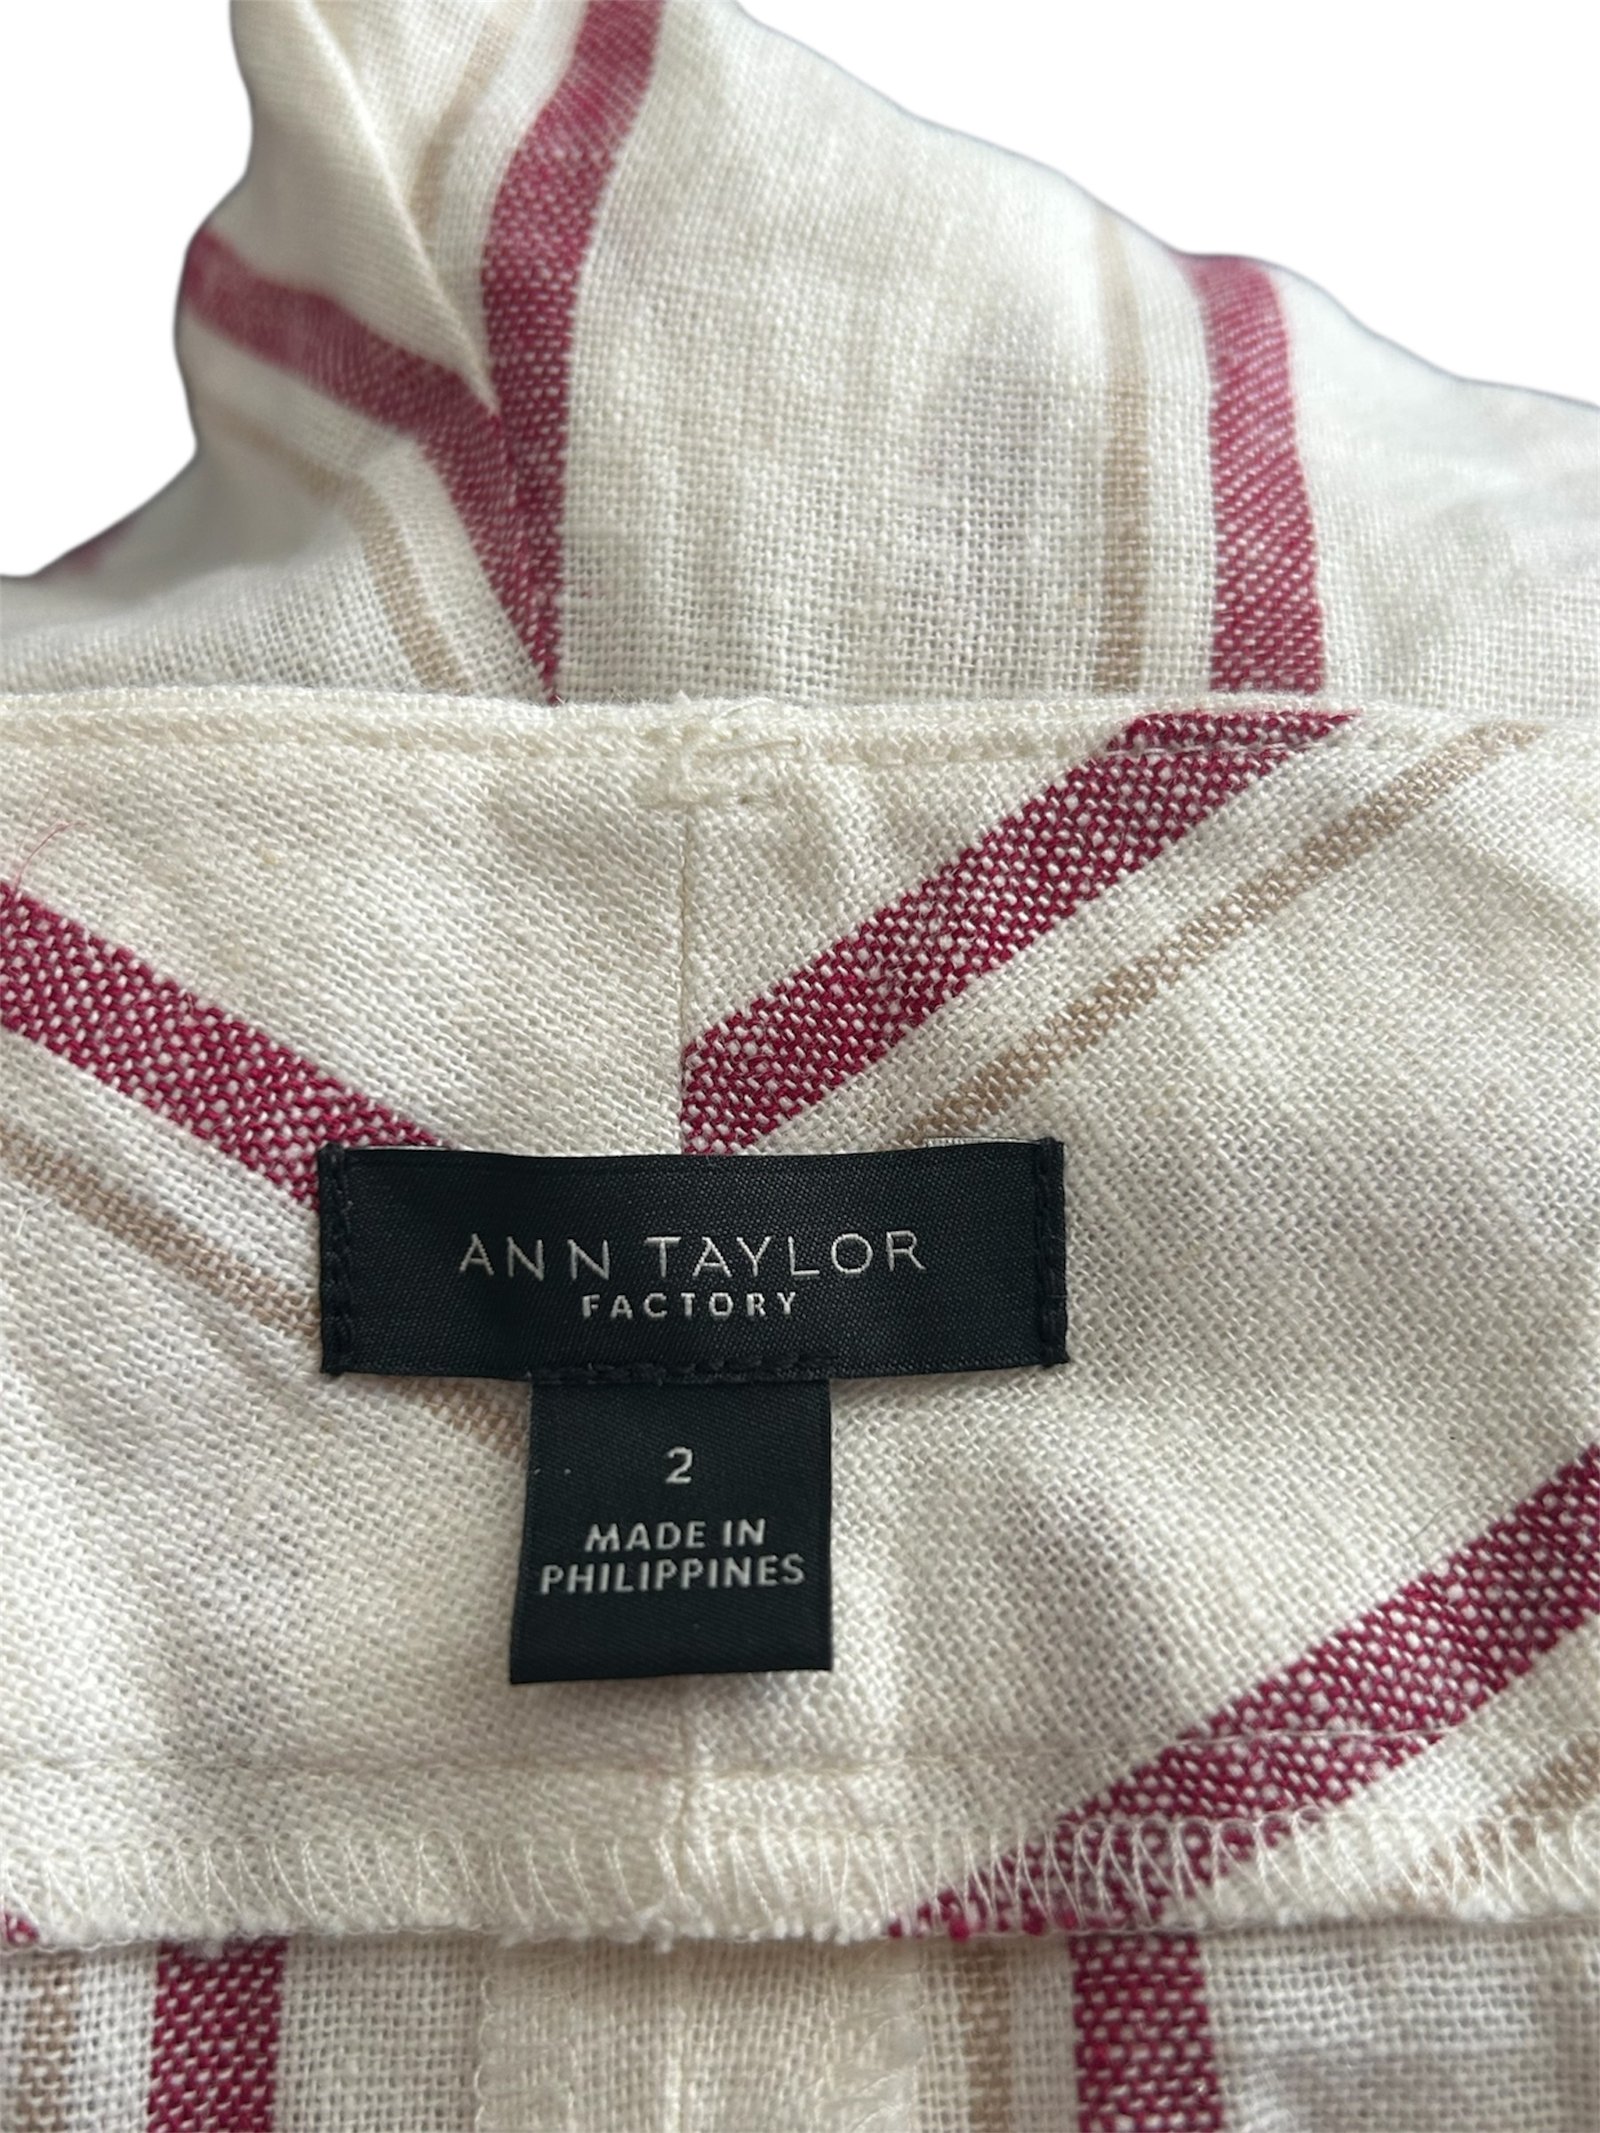 ANN TAYLOR
FACTORY
2
MADE IN
PHILIPPINES